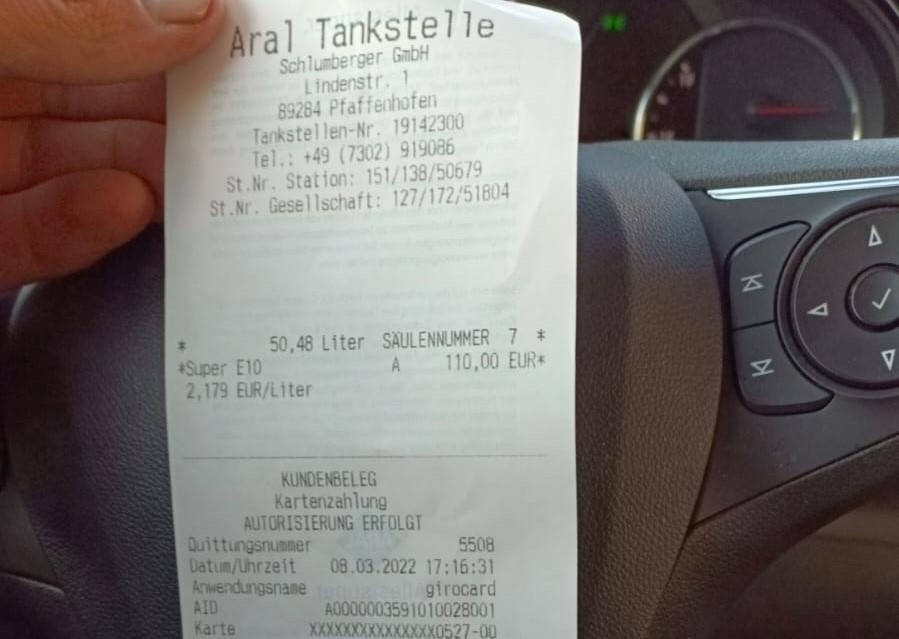 Aral Tankstelle
Schlumberger GmbH
Lindenstr. 1
89284 Pfaffenhofen
Tankstellen-Nr. 19142300
Tel.: +49 (7302) 919086
St.Nr. Station: 151/138/50679
St.Nr. Gesellschaft: 127/172/51804
* 50,48 Liter SÄULENNUMMER 7 *
*Super E10 A 110,00 EUR*
2,179 EUR/Liter
KUNDENBELEG
Kartenzahlung
AUTORISIERUNG ERFOLGT
Quittungsnummer 5508
Datum/Uhrzeit 08.03.2022 17:16:31
Anwendungsname girocard
AID A0000003591010028001
Karte XXXXXXXXXXXXXXX0527-00